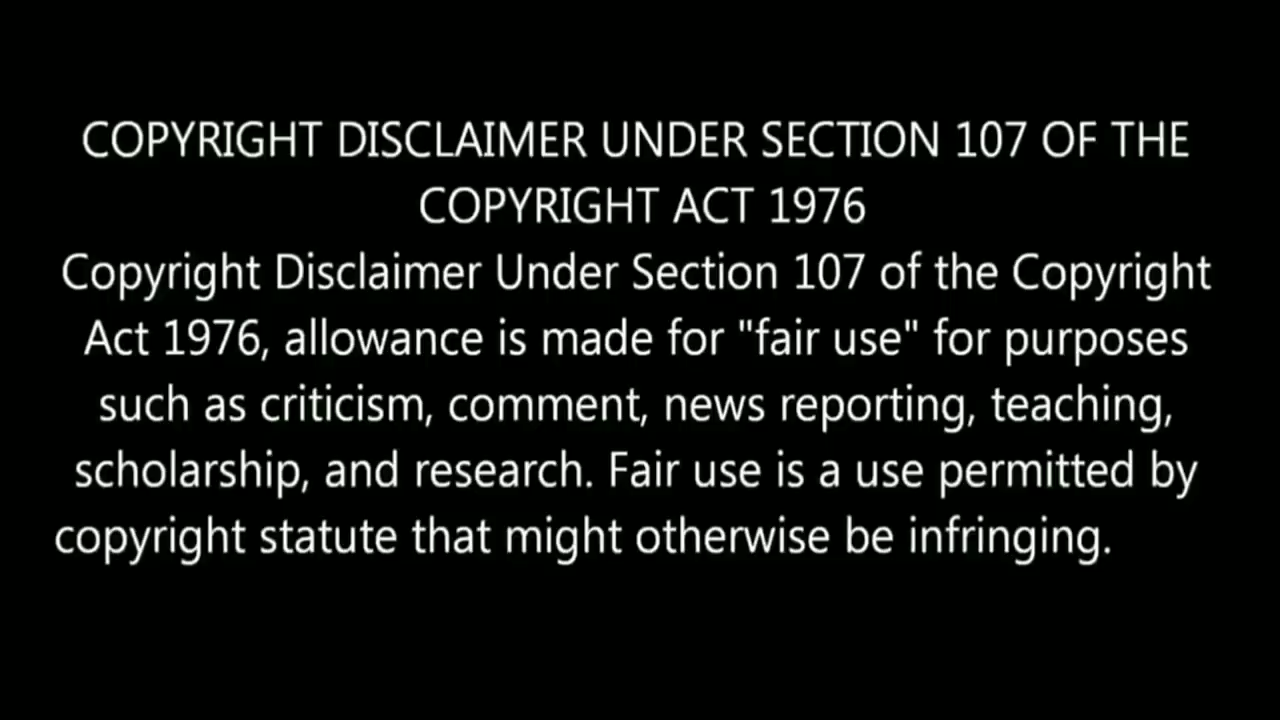 COPYRIGHT DISCLAIMER UNDER SECTION 107 OF THE
COPYRIGHT ACT 1976
Copyright Disclaimer Under Section 107 of the Copyright
Act 1976, allowance is made for "fair use" for purposes
such as criticism, comment, news reporting, teaching,
scholarship, and research. Fair use is a use permitted by
copyright statute that might otherwise be infringing.